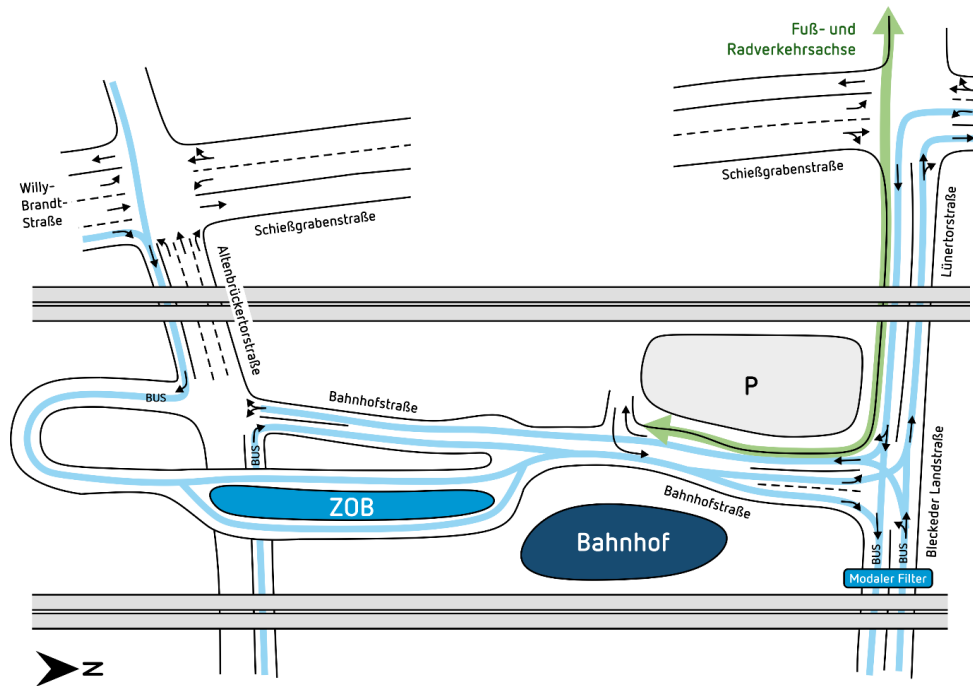 Fuß- und
Radverkehrsachse
Willy-
Brandt-
Straße
Schießgrabenstraße
Schießgrabenstraße
Lünertorstraße
Altenbrückertorstraße
BUS
Bahnhofstraße
P
BUS
ZOB
Bahnhofstraße
Bahnhof
BUS
BUS
Bleckeder Landstraße
Modaler Filter
N